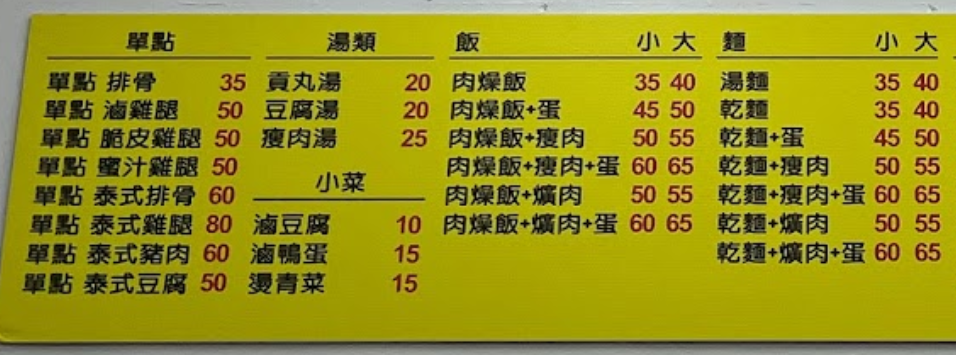 單點
單點 排骨 35
單點 滷雞腿 50
單點 脆皮雞腿 50
單點 蜜汁雞腿 50
單點 泰式排骨 60
單點 泰式雞腿 80
單點 泰式豬肉 60
單點 泰式豆腐 50
湯類
貢丸湯 20
豆腐湯 20
瘦肉湯 25
小菜
滷豆腐 10
滷鴨蛋 15
燙青菜 15
飯 小 大
肉燥飯 35 40
肉燥飯+蛋 45 50
肉燥飯+瘦肉 50 55
肉燥飯+瘦肉+蛋 60 65
肉燥飯+爌肉 50 55
肉燥飯+爌肉+蛋 60 65
麵 小 大
湯麵 35 40
乾麵 35 40
乾麵+蛋 45 50
乾麵+瘦肉 50 55
乾麵+瘦肉+蛋 60 65
乾麵+爌肉 50 55
乾麵+爌肉+蛋 60 65